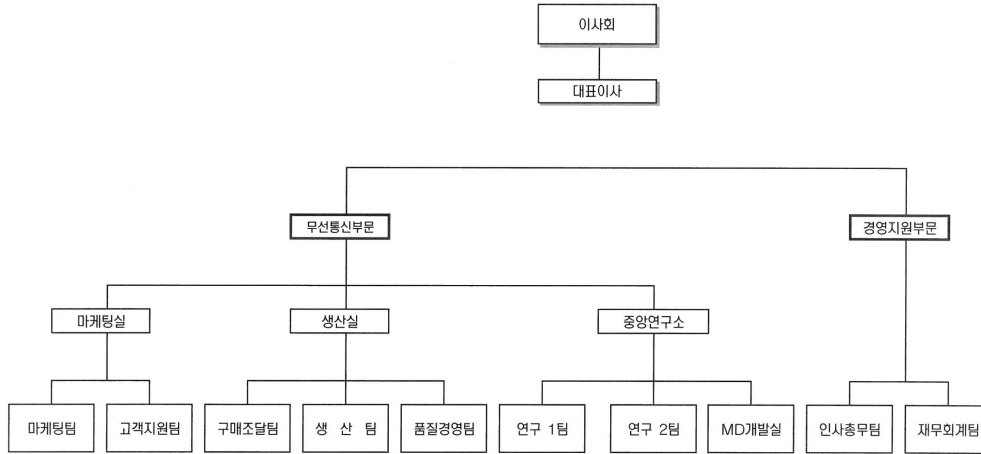 이사회
대표이사
무선통신부문
경영지원부문
마케팅실
생산실
중앙연구소
마케팅팀
고객지원팀
구매조달팀
생 산 팀
품질경영팀
연구 1팀
연구 2팀
MD개발실
인사총무팀
재무회계팀